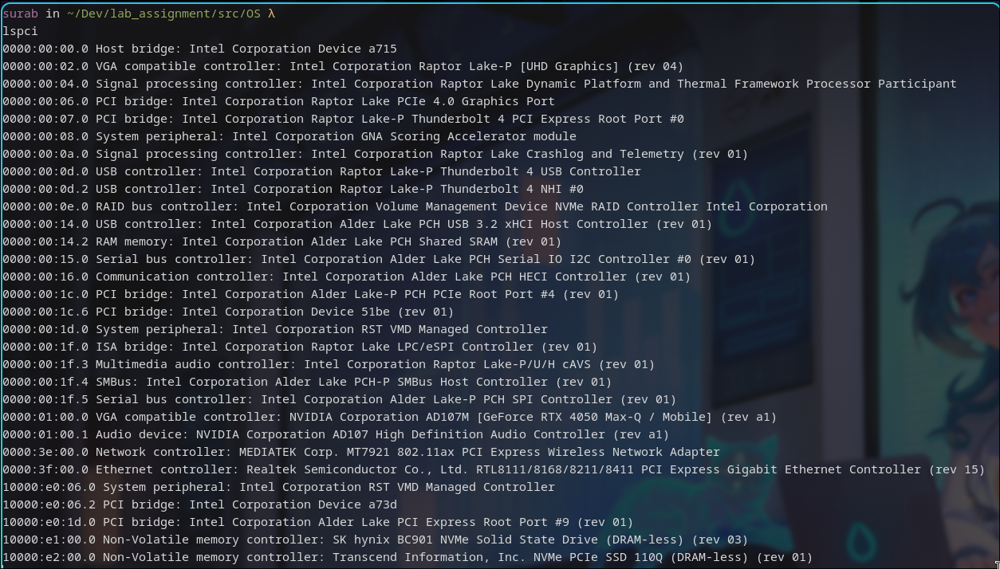 surab in ~/Dev/lab_assignment/src/OS λ
lspci
0000:00:00.0 Host bridge: Intel Corporation Device a715
0000:00:02.0 VGA compatible controller: Intel Corporation Raptor Lake-P [UHD Graphics] (rev 04)
0000:00:04.0 Signal processing controller: Intel Corporation Raptor Lake Dynamic Platform and Thermal Framework Processor Participant
0000:00:06.0 PCI bridge: Intel Corporation Raptor Lake PCIe 4.0 Graphics Port
0000:00:07.0 PCI bridge: Intel Corporation Raptor Lake-P Thunderbolt 4 PCI Express Root Port #0
0000:00:08.0 System peripheral: Intel Corporation GNA Scoring Accelerator module
0000:00:0a.0 Signal processing controller: Intel Corporation Raptor Lake Crashlog and Telemetry (rev 01)
0000:00:0d.0 USB controller: Intel Corporation Raptor Lake-P Thunderbolt 4 USB Controller
0000:00:0d.2 USB controller: Intel Corporation Raptor Lake-P Thunderbolt 4 NHI #0
0000:00:0e.0 RAID bus controller: Intel Corporation Volume Management Device NVMe RAID Controller Intel Corporation
0000:00:14.0 USB controller: Intel Corporation Alder Lake PCH USB 3.2 xHCI Host Controller (rev 01)
0000:00:14.2 RAM memory: Intel Corporation Alder Lake PCH Shared SRAM (rev 01)
0000:00:15.0 Serial bus controller: Intel Corporation Alder Lake PCH Serial IO I2C Controller #0 (rev 01)
0000:00:16.0 Communication controller: Intel Corporation Alder Lake PCH HECI Controller (rev 01)
0000:00:1c.0 PCI bridge: Intel Corporation Alder Lake-P PCH PCIe Root Port #4 (rev 01)
0000:00:1c.6 PCI bridge: Intel Corporation Device 51be (rev 01)
0000:00:1d.0 System peripheral: Intel Corporation RST VMD Managed Controller
0000:00:1f.0 ISA bridge: Intel Corporation Raptor Lake LPC/eSPI Controller (rev 01)
0000:00:1f.3 Multimedia audio controller: Intel Corporation Raptor Lake-P/U/H cAVS (rev 01)
0000:00:1f.4 SMBus: Intel Corporation Alder Lake PCH-P SMBus Host Controller (rev 01)
0000:00:1f.5 Serial bus controller: Intel Corporation Alder Lake-P PCH SPI Controller (rev 01)
0000:01:00.0 VGA compatible controller: NVIDIA Corporation AD107M [GeForce RTX 4050 Max-Q / Mobile] (rev a1)
0000:01:00.1 Audio device: NVIDIA Corporation AD107 High Definition Audio Controller (rev a1)
0000:3e:00.0 Network controller: MEDIATEK Corp. MT7921 802.11ax PCI Express Wireless Network Adapter
0000:3f:00.0 Ethernet controller: Realtek Semiconductor Co., Ltd. RTL8111/8168/8211/8411 PCI Express Gigabit Ethernet Controller (rev 15)
10000:e0:06.0 System peripheral: Intel Corporation RST VMD Managed Controller
10000:e0:06.2 PCI bridge: Intel Corporation Device a73d
10000:e0:1d.0 PCI bridge: Intel Corporation Alder Lake PCI Express Root Port #9 (rev 01)
10000:e1:00.0 Non-Volatile memory controller: SK hynix BC901 NVMe Solid State Drive (DRAM-less) (rev 03)
10000:e2:00.0 Non-Volatile memory controller: Transcend Information, Inc. NVMe PCIe SSD 110Q (DRAM-less) (rev 01)